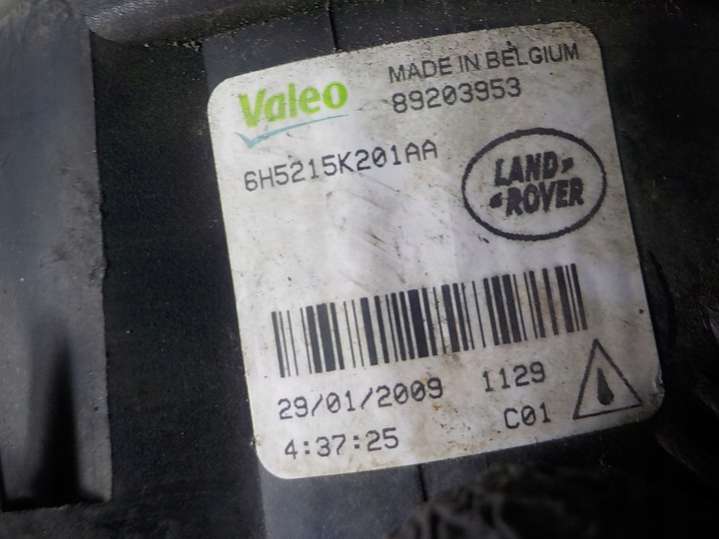 Valeo
MADE IN BELGIUM
89203953
6H5215K201AA
LAND
ROVER
29/01/2009 1129
4:37:25 C01